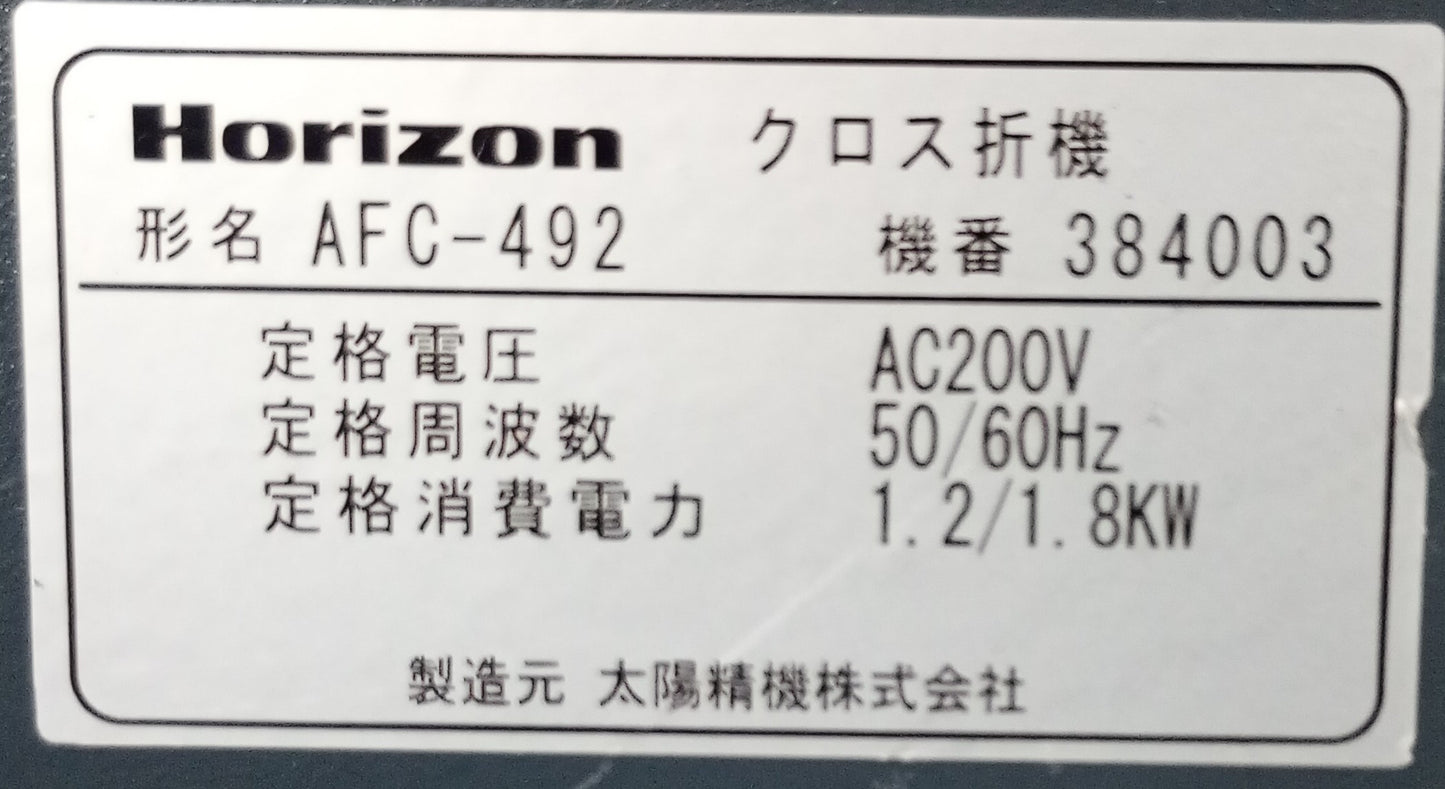 Horizon クロス折機
形名 AFC-492 機番 384003
定格電圧 AC200V
定格周波数 50/60Hz
定格消費電力 1.2/1.8KW
製造元 太陽精機株式会社